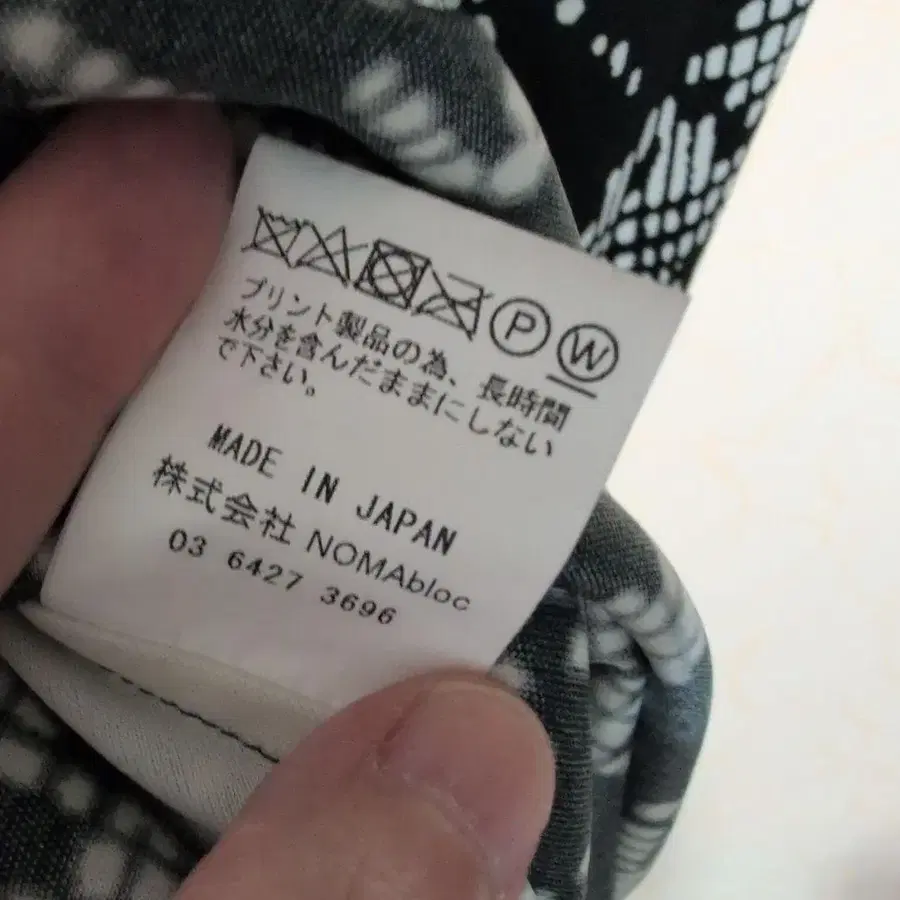 P W
プリント製品の為、長時間
水分を含んだままにしない
で下さい。
MADE IN JAPAN
株式会社 NOMAbloc
03 6427 3696